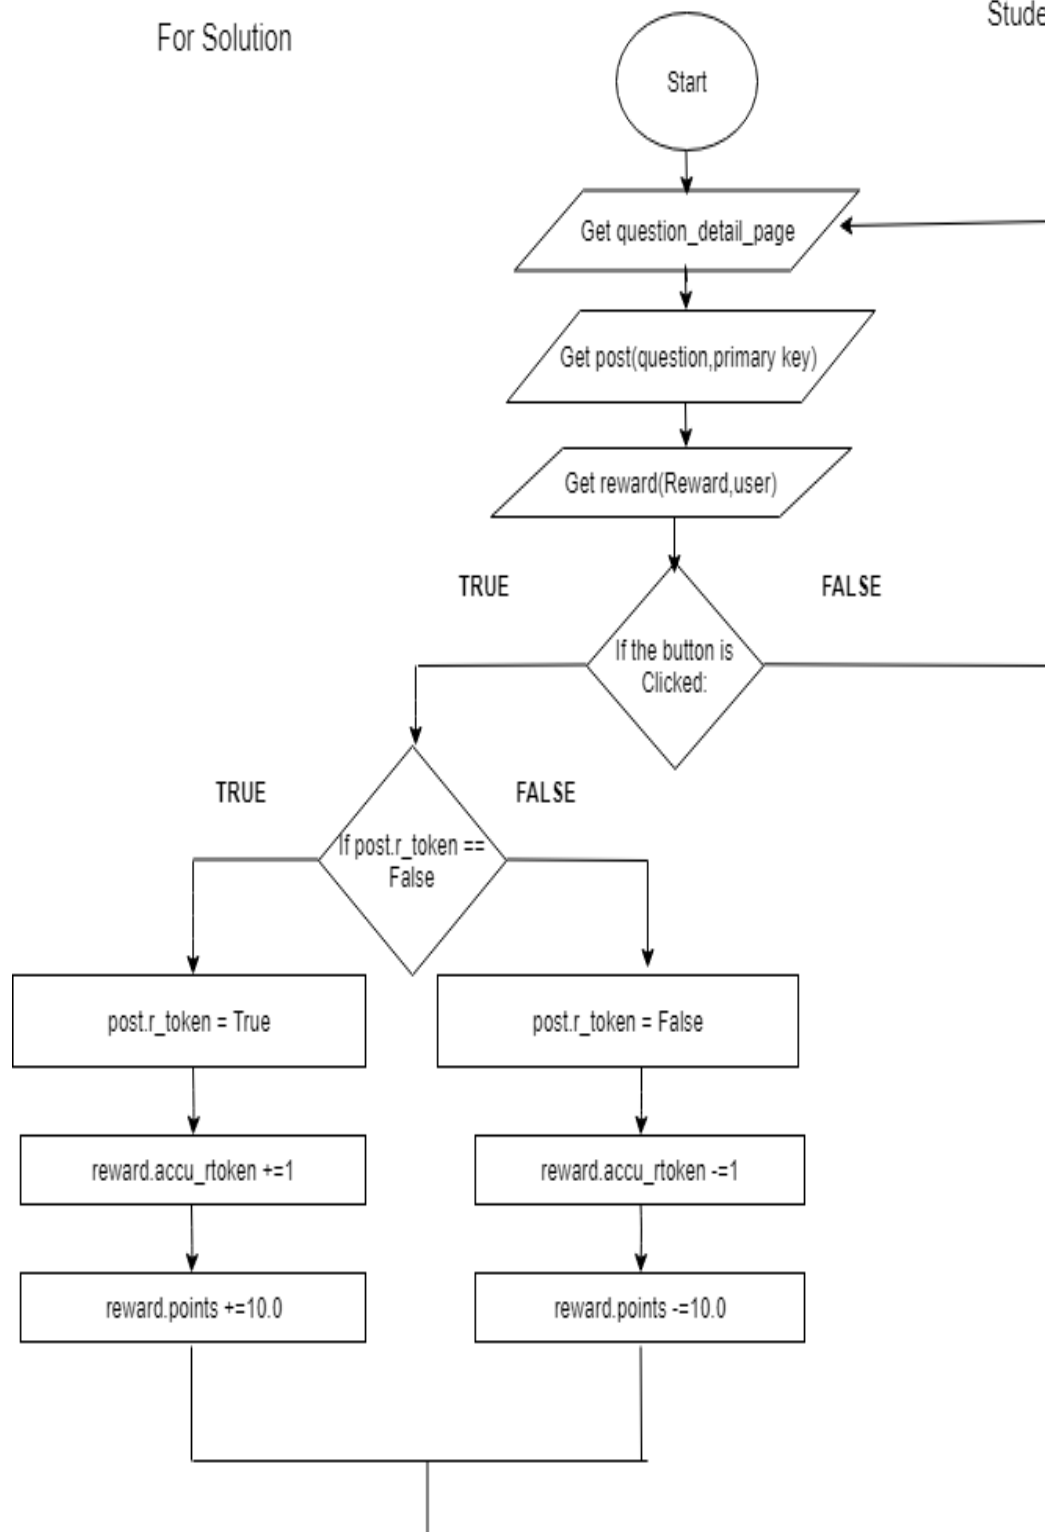 For Solution
Stude
Start
Get question_detail_page
Get post(question,primary key)
Get reward(Reward,user)
TRUE
FALSE
If the button is
Clicked:
TRUE
FALSE
If post.r_token ==
False
post.r_token = True
post.r_token = False
reward.accu_rtoken +=1
reward.accu_rtoken -=1
reward.points +=10.0
reward.points -=10.0